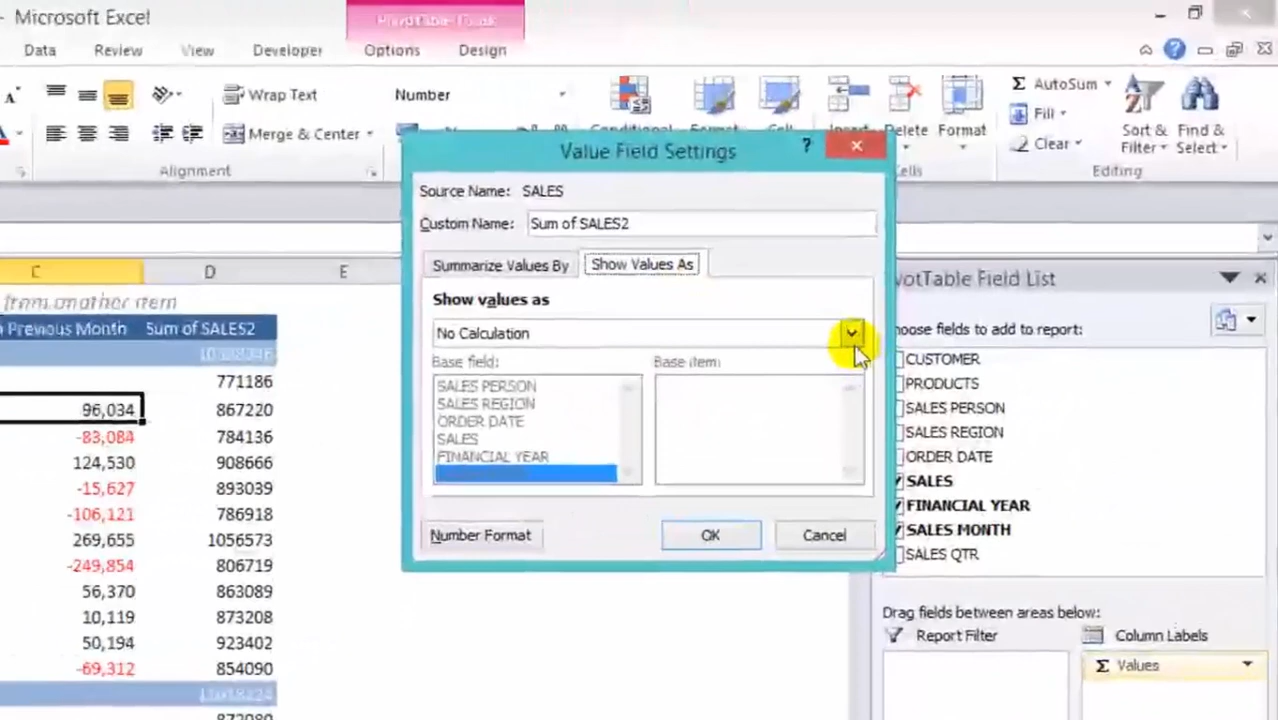 Microsoft Excel
PivotTable Tools
Data Review View Developer Options Design
Wrap Text
Merge & Center
Alignment
Number
Delete Format
Cells
AutoSum
Fill
Clear
Sort & Filter
Find & Select
Editing
Value Field Settings
Source Name: SALES
Custom Name: Sum of SALES2
Summarize Values By
Show Values As
Show values as
No Calculation
Base field:
Base item:
SALES PERSON
SALES REGION
ORDER DATE
SALES
FINANCIAL YEAR
Number Format
OK
Cancel
C D E
from another item
Previous Month Sum of SALES2
771186
96,034 867220
-83,084 784136
124,530 908666
-15,627 893039
-106,121 786918
269,655 1056573
-249,854 806719
56,370 863089
10,119 873208
50,194 923402
-69,312 854090
PivotTable Field List
Choose fields to add to report:
CUSTOMER
PRODUCTS
SALES PERSON
SALES REGION
ORDER DATE
SALES
FINANCIAL YEAR
SALES MONTH
SALES QTR
Drag fields between areas below:
Report Filter
Column Labels
Σ Values